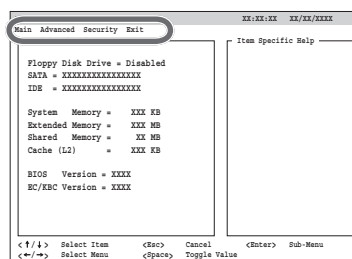 XX:XX:XX XX/XX/XXXX
Main Advanced Security Exit
Item Specific Help
Floppy Disk Drive = Disabled
SATA = XXXXXXXXXXXXXXXX
IDE = XXXXXXXXXXXXXXXX
System Memory = XXX KB
Extended Memory = XXX MB
Shared Memory = XX MB
Cache (L2) = XXX KB
BIOS Version = XXXX
EC/KBC Version = XXXX
<↑/↓> Select Item <Esc> Cancel <Enter> Sub-Menu
<←/→> Select Menu <Space> Toggle Value